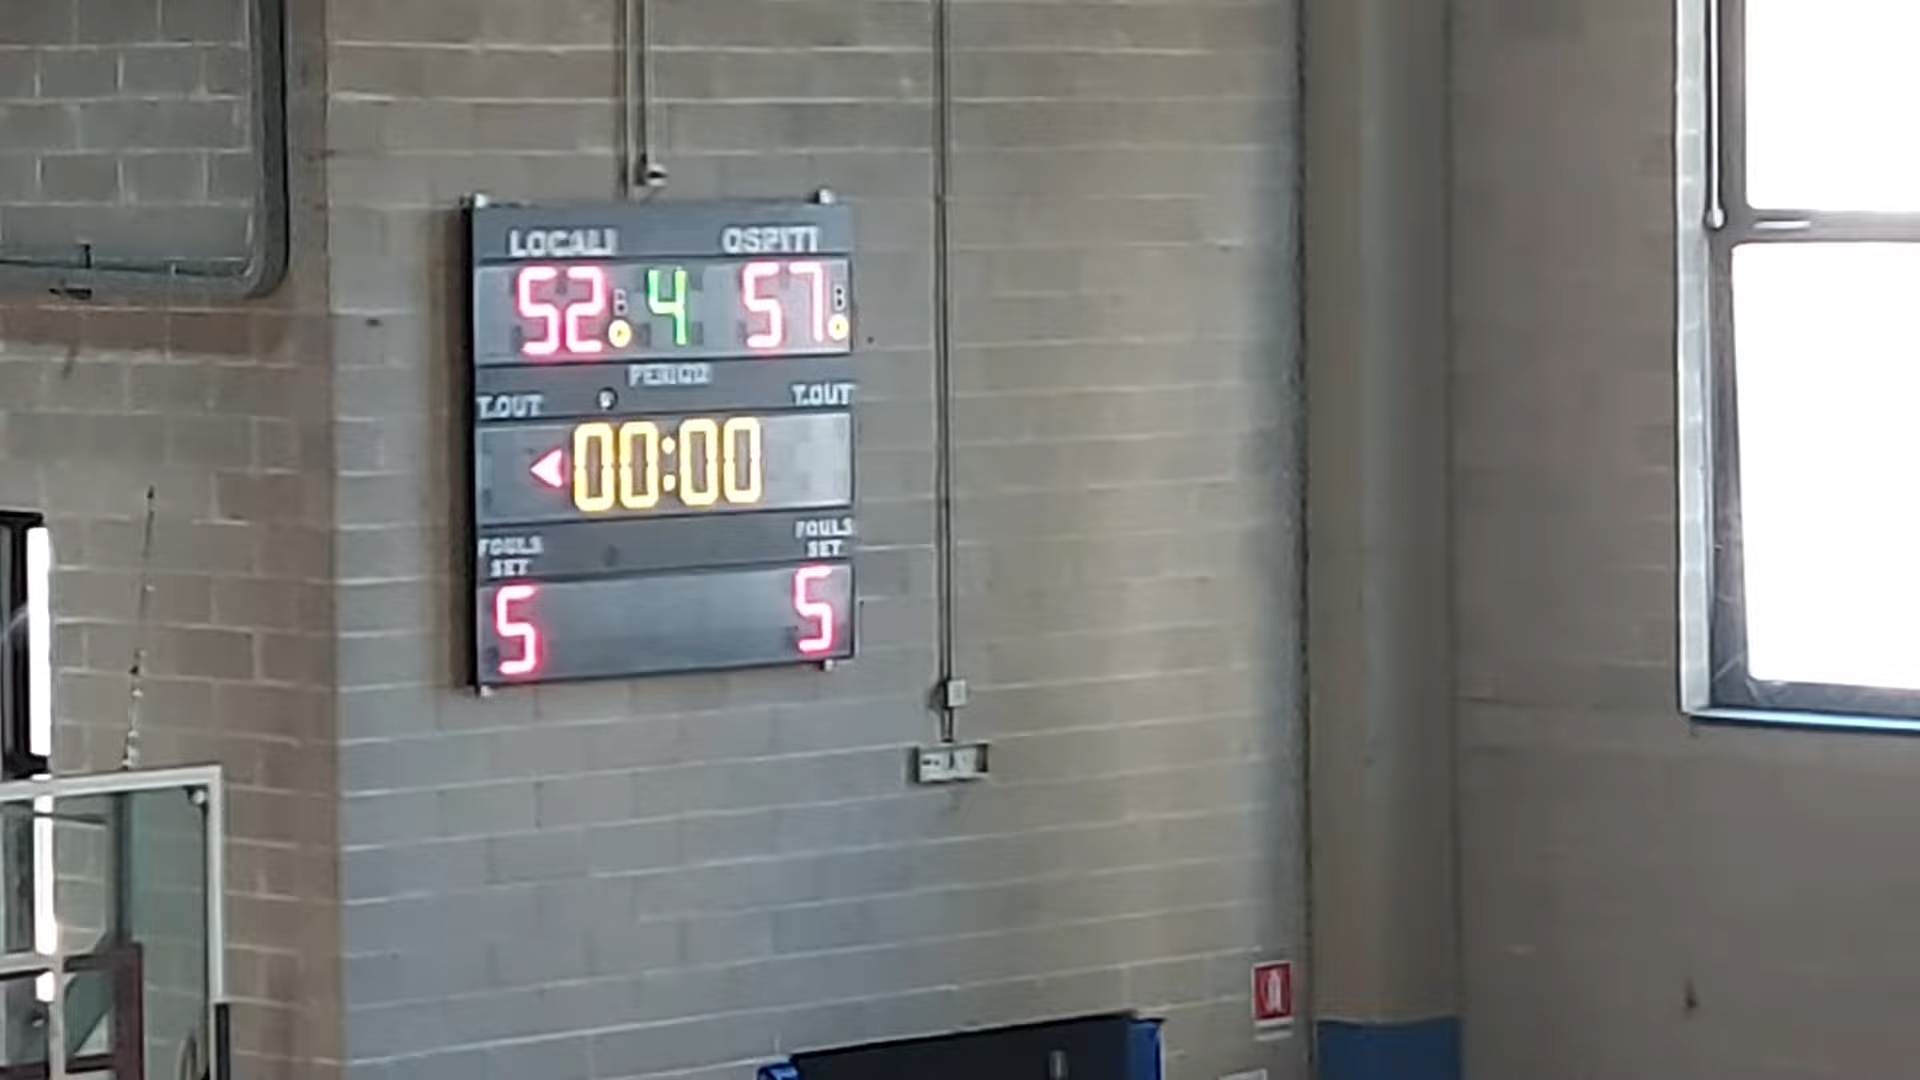 LOCALI OSPITI
52 B 4 57 B
PERIOD
T.OUT T.OUT
00:00
FOULS SET FOULS SET
5 5